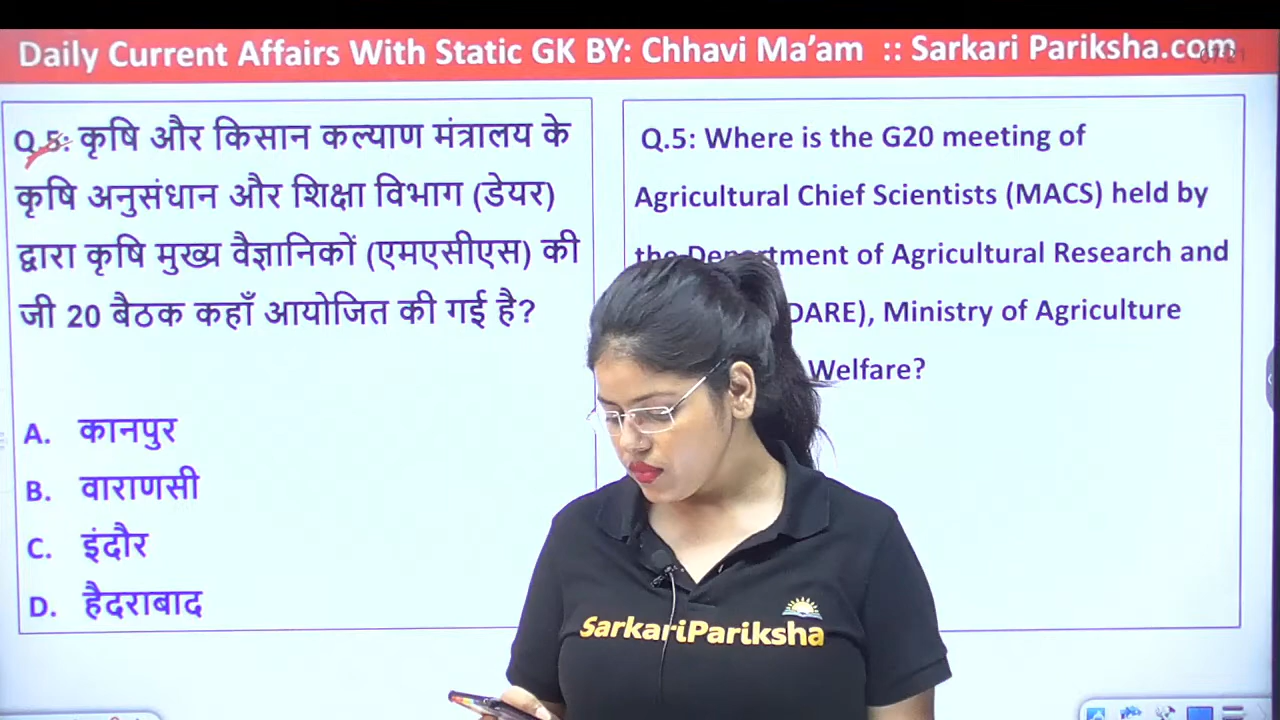 Daily Current Affairs With Static GK BY: Chhavi Ma’am :: Sarkari Pariksha.com
Q.5: कृषि और किसान कल्याण मंत्रालय के
कृषि अनुसंधान और शिक्षा विभाग (डेयर)
द्वारा कृषि मुख्य वैज्ञानिकों (एमएसीएस) की
जी 20 बैठक कहाँ आयोजित की गई है?
A. कानपुर
B. वाराणसी
C. इंदौर
D. हैदराबाद
Q.5: Where is the G20 meeting of
Agricultural Chief Scientists (MACS) held by
the Department of Agricultural Research and
DARE), Ministry of Agriculture
Welfare?
SarkariPariksha